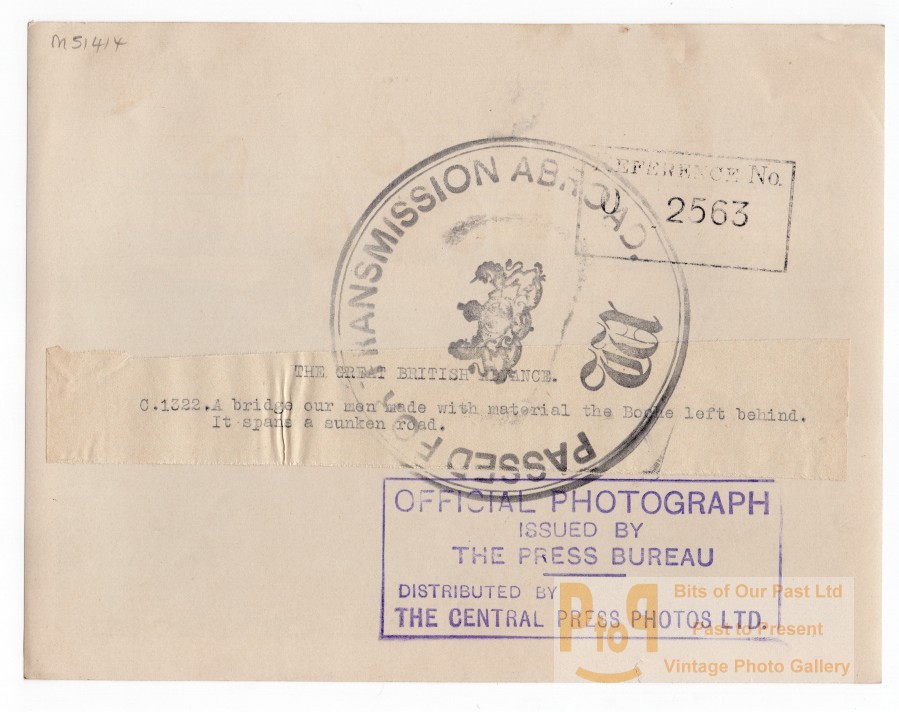 M51414
PASSED FOR TRANSMISSION ABROAD.
REFERENCE No.
2563
THE GREAT BRITISH ADVANCE.
C.1322.A bridge our men made with material the Boche left behind.
It spans a sunken road.
OFFICIAL PHOTOGRAPH
ISSUED BY
THE PRESS BUREAU
DISTRIBUTED BY
THE CENTRAL PRESS PHOTOS LTD.
PtoP
Bits of Our Past Ltd
Past to Present
Vintage Photo Gallery